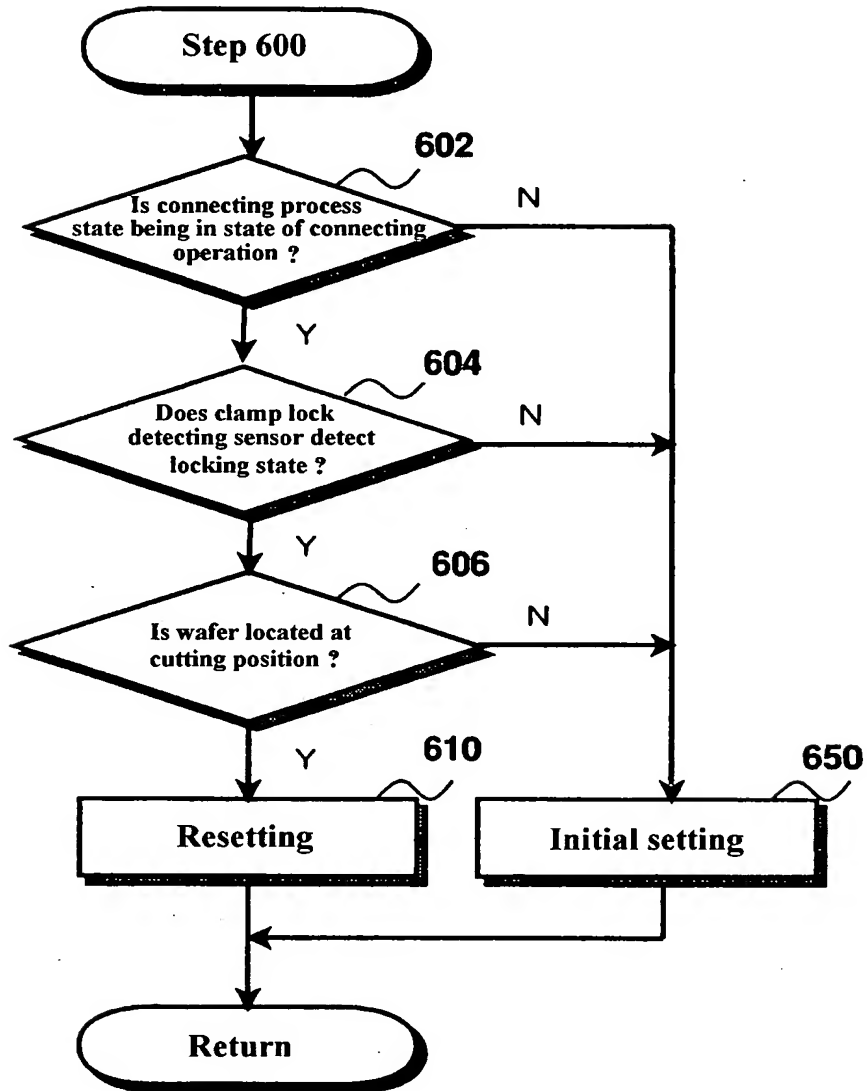 Step 600
602
Is connecting process
state being in state of connecting
operation ?
N
Y
604
Does clamp lock
detecting sensor detect
locking state ?
N
Y
606
Is wafer located at
cutting position ?
N
Y
610
Resetting
650
Initial setting
Return